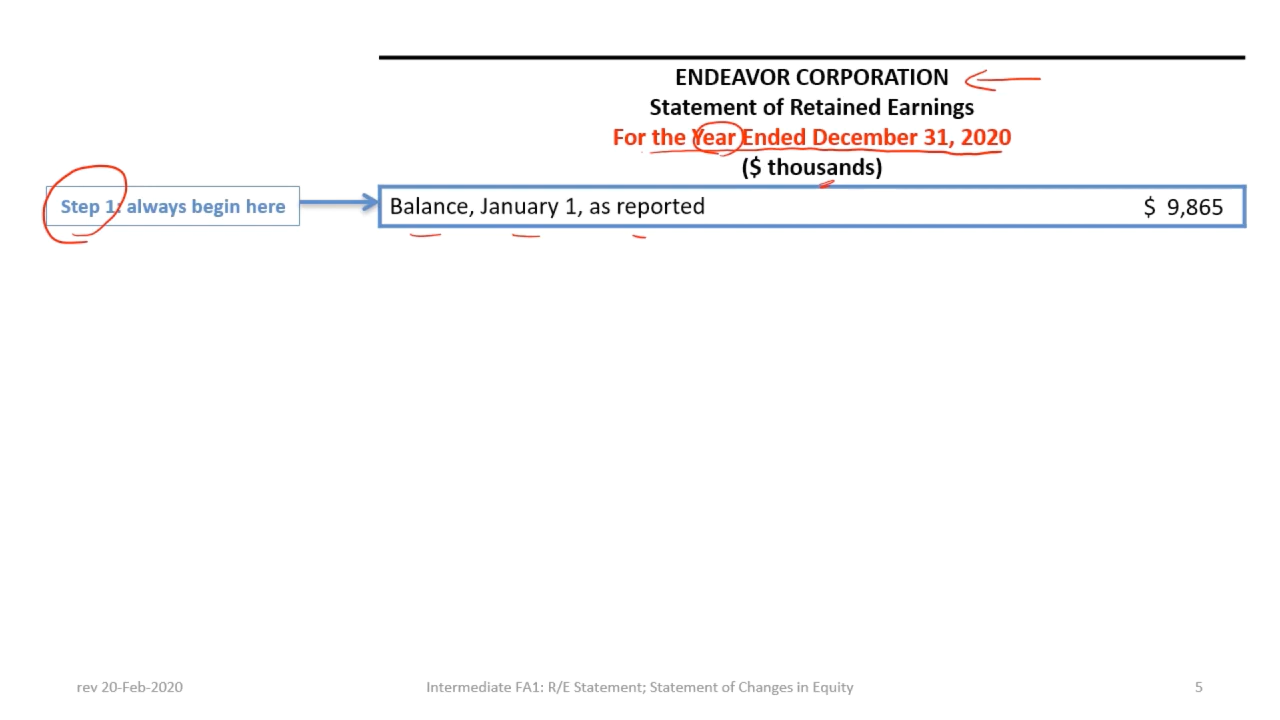 ENDEAVOR CORPORATION
Statement of Retained Earnings
For the Year Ended December 31, 2020
($ thousands)
Step 1: always begin here
Balance, January 1, as reported $ 9,865
rev 20-Feb-2020 Intermediate FA1: R/E Statement; Statement of Changes in Equity 5